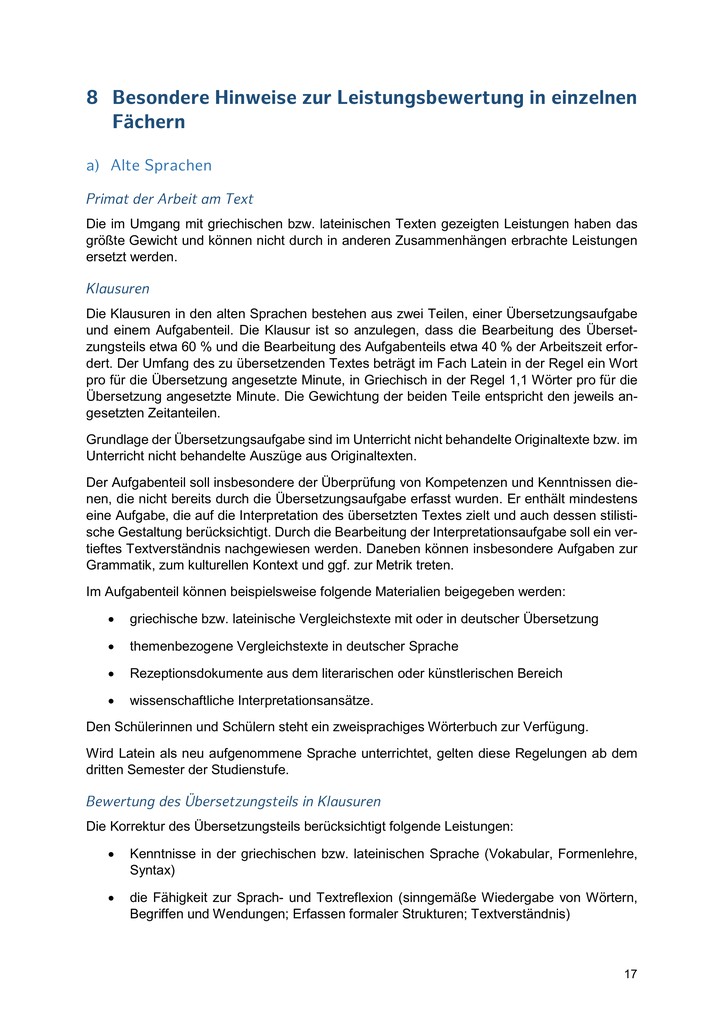 8 Besondere Hinweise zur Leistungsbewertung in einzelnen
Fächern
a) Alte Sprachen
Primat der Arbeit am Text
Die im Umgang mit griechischen bzw. lateinischen Texten gezeigten Leistungen haben das
größte Gewicht und können nicht durch in anderen Zusammenhängen erbrachte Leistungen
ersetzt werden.
Klausuren
Die Klausuren in den alten Sprachen bestehen aus zwei Teilen, einer Übersetzungsaufgabe
und einem Aufgabenteil. Die Klausur ist so anzulegen, dass die Bearbeitung des Überset-
zungsteils etwa 60 % und die Bearbeitung des Aufgabenteils etwa 40 % der Arbeitszeit erfor-
dert. Der Umfang des zu übersetzenden Textes beträgt im Fach Latein in der Regel ein Wort
pro für die Übersetzung angesetzte Minute, in Griechisch in der Regel 1,1 Wörter pro für die
Übersetzung angesetzte Minute. Die Gewichtung der beiden Teile entspricht den jeweils an-
gesetzten Zeitanteilen.
Grundlage der Übersetzungsaufgabe sind im Unterricht nicht behandelte Originaltexte bzw. im
Unterricht nicht behandelte Auszüge aus Originaltexten.
Der Aufgabenteil soll insbesondere der Überprüfung von Kompetenzen und Kenntnissen die-
nen, die nicht bereits durch die Übersetzungsaufgabe erfasst wurden. Er enthält mindestens
eine Aufgabe, die auf die Interpretation des übersetzten Textes zielt und auch dessen stilisti-
sche Gestaltung berücksichtigt. Durch die Bearbeitung der Interpretationsaufgabe soll ein ver-
tieftes Textverständnis nachgewiesen werden. Daneben können insbesondere Aufgaben zur
Grammatik, zum kulturellen Kontext und ggf. zur Metrik treten.
Im Aufgabenteil können beispielsweise folgende Materialien beigegeben werden:
• griechische bzw. lateinische Vergleichstexte mit oder in deutscher Übersetzung
• themenbezogene Vergleichstexte in deutscher Sprache
• Rezeptionsdokumente aus dem literarischen oder künstlerischen Bereich
• wissenschaftliche Interpretationsansätze.
Den Schülerinnen und Schülern steht ein zweisprachiges Wörterbuch zur Verfügung.
Wird Latein als neu aufgenommene Sprache unterrichtet, gelten diese Regelungen ab dem
dritten Semester der Studienstufe.
Bewertung des Übersetzungsteils in Klausuren
Die Korrektur des Übersetzungsteils berücksichtigt folgende Leistungen:
• Kenntnisse in der griechischen bzw. lateinischen Sprache (Vokabular, Formenlehre,
Syntax)
• die Fähigkeit zur Sprach- und Textreflexion (sinngemäße Wiedergabe von Wörtern,
Begriffen und Wendungen; Erfassen formaler Strukturen; Textverständnis)
17